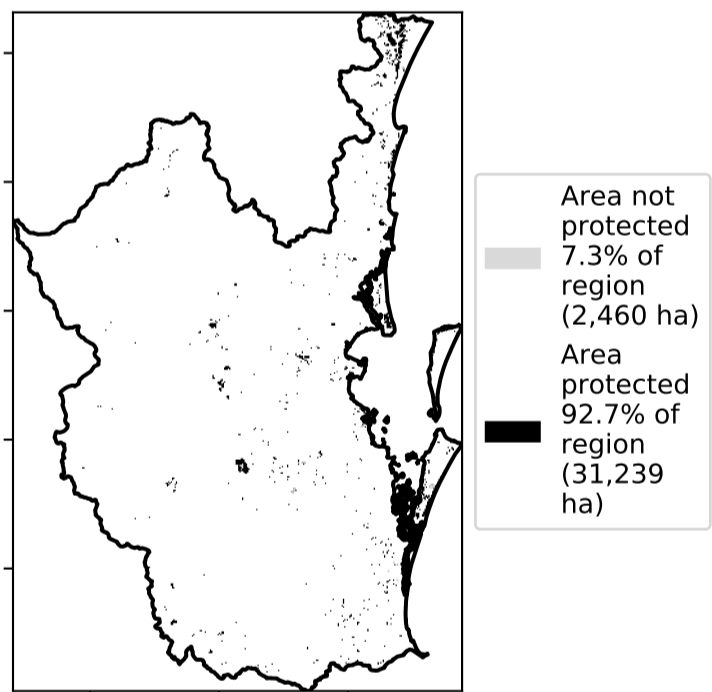 Area not
protected
7.3% of
region
(2,460 ha)
Area
protected
92.7% of
region
(31,239
ha)